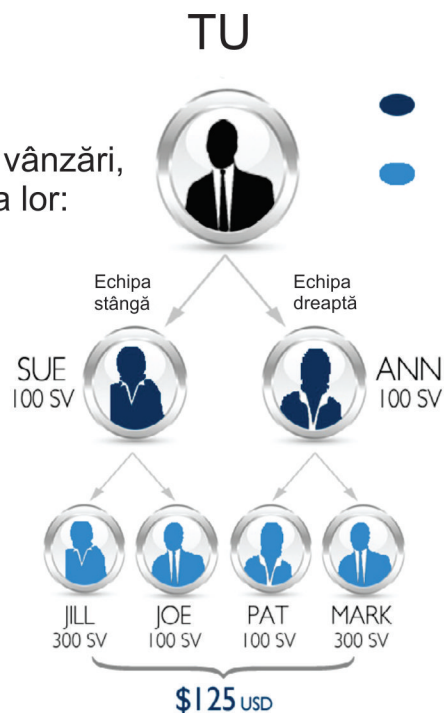 TU
vânzări,
a lor:
Echipa
stângă
Echipa
dreaptă
SUE
100 SV
ANN
100 SV
JILL
300 SV
JOE
100 SV
PAT
100 SV
MARK
300 SV
$125 USD